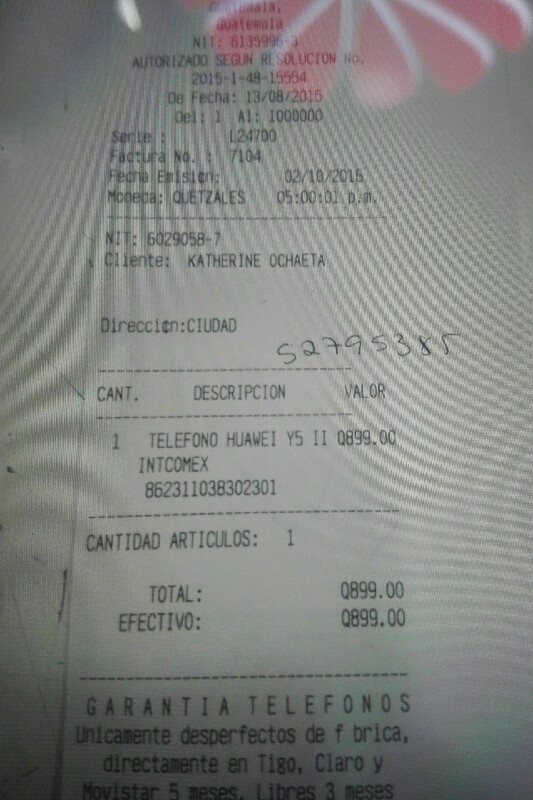 Guatemala,
Guatemala
NIT: 6135996-3
AUTORIZADO SEGUN RESOLUCION No.
2015-1-48-15554
De Fecha: 13/08/2015
Del: 1 Al: 1000000
Serie : L24700
Factura No. : 7104
Fecha Emision: 02/10/2016
Moneda: QUETZALES 05:00:01 p.m.
NIT: 6029058-7
Cliente: KATHERINE OCHAETA
Direccion:CIUDAD
52795385
CANT. DESCRIPCION VALOR
1 TELEFONO HUAWEI Y5 II Q899.00
INTCOMEX
862311038302301
CANTIDAD ARTICULOS: 1
TOTAL: Q899.00
EFECTIVO: Q899.00
GARANTIA TELEFONOS
Unicamente desperfectos de f brica,
directamente en Tigo, Claro y
Movistar 5 meses. Libres 3 meses